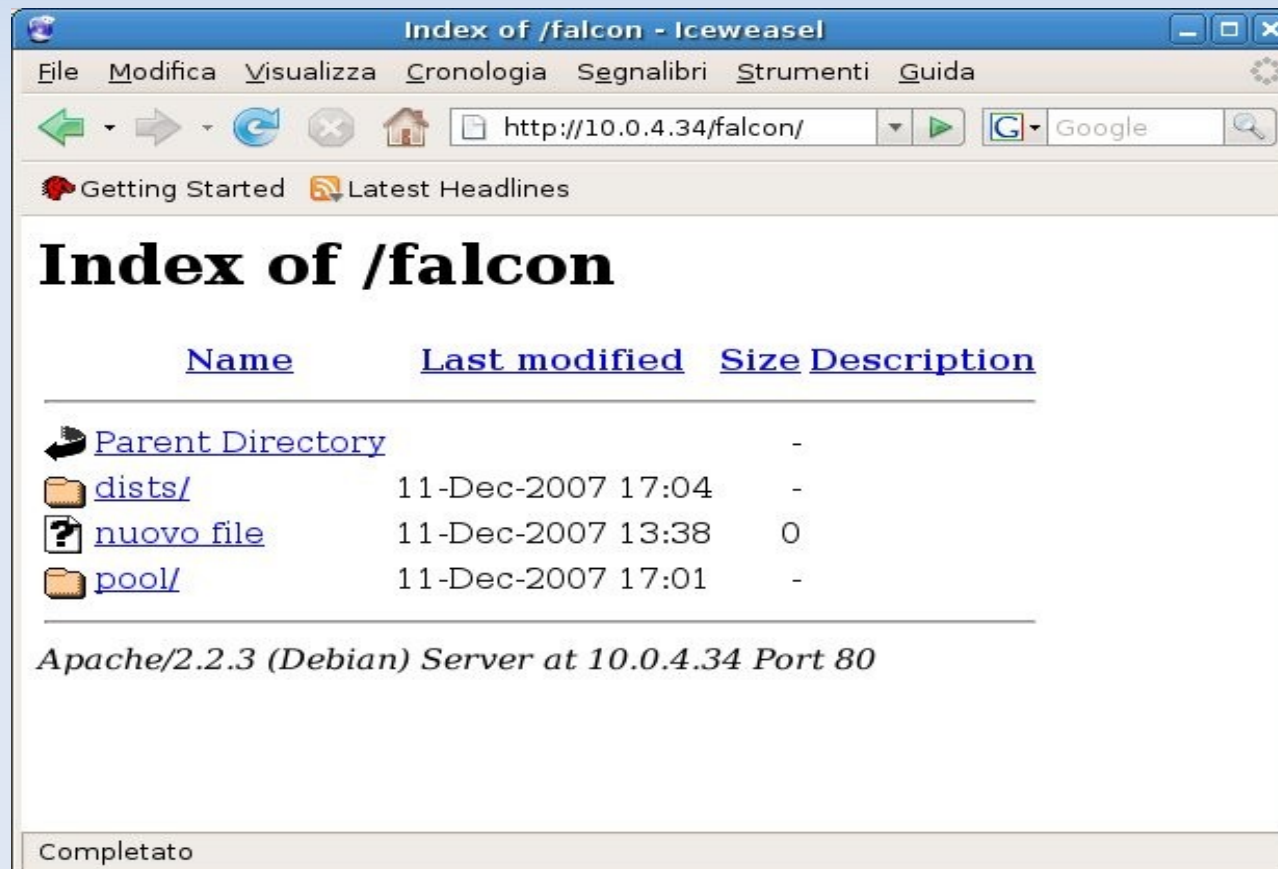 Index of /falcon - Iceweasel
File Modifica Visualizza Cronologia Segnalibri Strumenti Guida
http://10.0.4.34/falcon/ G Google
Getting Started Latest Headlines
Index of /falcon
Name Last modified Size Description
Parent Directory -
dists/ 11-Dec-2007 17:04 -
nuovo file 11-Dec-2007 13:38 0
pool/ 11-Dec-2007 17:01 -
Apache/2.2.3 (Debian) Server at 10.0.4.34 Port 80
Completato